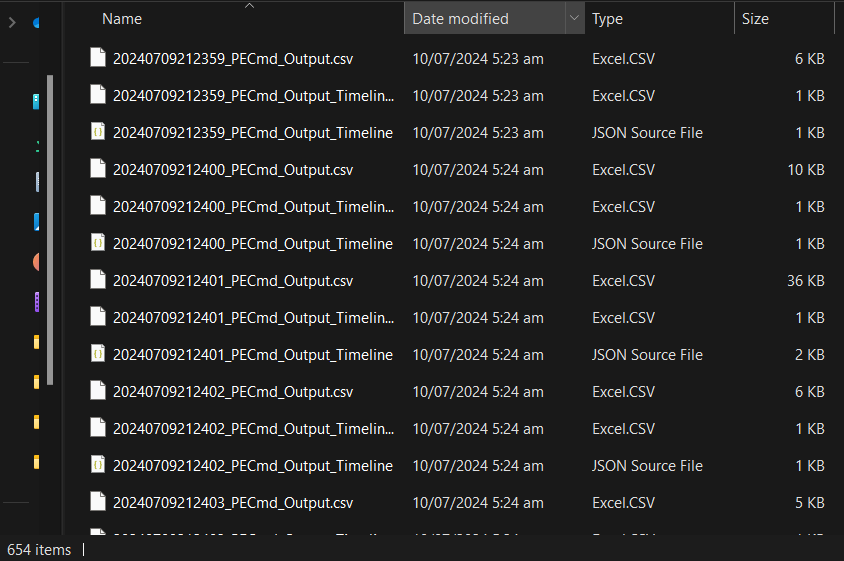 Name Date modified Type Size
20240709212359_PECmd_Output.csv 10/07/2024 5:23 am Excel.CSV 6 KB
20240709212359_PECmd_Output_Timelin... 10/07/2024 5:23 am Excel.CSV 1 KB
20240709212359_PECmd_Output_Timeline 10/07/2024 5:23 am JSON Source File 1 KB
20240709212400_PECmd_Output.csv 10/07/2024 5:24 am Excel.CSV 10 KB
20240709212400_PECmd_Output_Timelin... 10/07/2024 5:24 am Excel.CSV 1 KB
20240709212400_PECmd_Output_Timeline 10/07/2024 5:24 am JSON Source File 1 KB
20240709212401_PECmd_Output.csv 10/07/2024 5:24 am Excel.CSV 36 KB
20240709212401_PECmd_Output_Timelin... 10/07/2024 5:24 am Excel.CSV 1 KB
20240709212401_PECmd_Output_Timeline 10/07/2024 5:24 am JSON Source File 2 KB
20240709212402_PECmd_Output.csv 10/07/2024 5:24 am Excel.CSV 6 KB
20240709212402_PECmd_Output_Timelin... 10/07/2024 5:24 am Excel.CSV 1 KB
20240709212402_PECmd_Output_Timeline 10/07/2024 5:24 am JSON Source File 1 KB
20240709212403_PECmd_Output.csv 10/07/2024 5:24 am Excel.CSV 5 KB
654 items